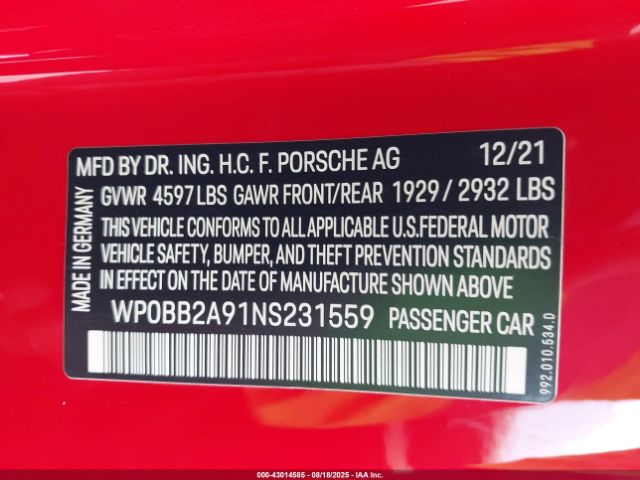 MFD BY DR. ING. H.C. F. PORSCHE AG 12/21
GVWR 4597 LBS GAWR FRONT/REAR 1929 / 2932 LBS
THIS VEHICLE CONFORMS TO ALL APPLICABLE U.S. FEDERAL MOTOR
VEHICLE SAFETY, BUMPER, AND THEFT PREVENTION STANDARDS
IN EFFECT ON THE DATE OF MANUFACTURE SHOWN ABOVE.
WP0BB2A91NS231559 PASSENGER CAR
MADE IN GERMANY
992.010.534.D
000-43014585 - 08/18/2025 - IAA Inc.